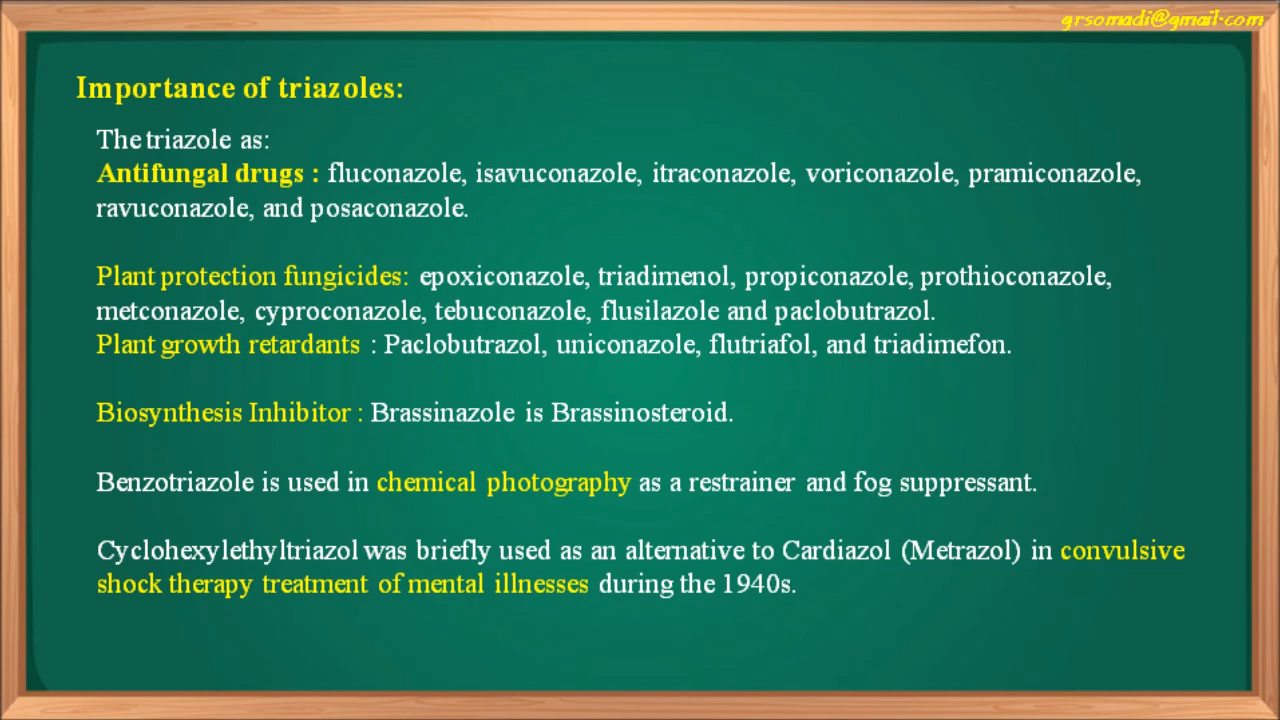 grsomadi@gmail.com
Importance of triazoles:
The triazole as:
Antifungal drugs : fluconazole, isavuconazole, itraconazole, voriconazole, pramiconazole,
ravuconazole, and posaconazole.
Plant protection fungicides: epoxiconazole, triadimenol, propiconazole, prothioconazole,
metconazole, cyproconazole, tebuconazole, flusilazole and paclobutrazol.
Plant growth retardants : Paclobutrazol, uniconazole, flutriafol, and triadimefon.
Biosynthesis Inhibitor : Brassinazole is Brassinosteroid.
Benzotriazole is used in chemical photography as a restrainer and fog suppressant.
Cyclohexylethyltriazol was briefly used as an alternative to Cardiazol (Metrazol) in convulsive
shock therapy treatment of mental illnesses during the 1940s.